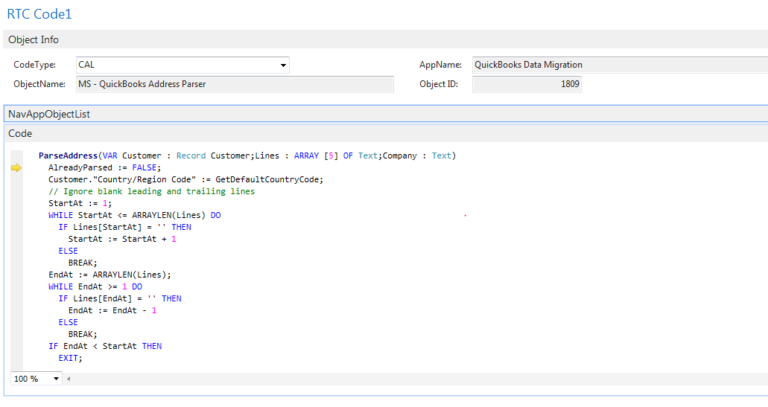 RTC Code1
Object Info
CodeType: CAL AppName: QuickBooks Data Migration
ObjectName: MS - QuickBooks Address Parser Object ID: 1809
NavAppObjectList
Code
ParseAddress(VAR Customer : Record Customer;Lines : ARRAY [5] OF Text;Company : Text)
AlreadyParsed := FALSE;
Customer."Country/Region Code" := GetDefaultCountryCode;
// Ignore blank leading and trailing lines
StartAt := 1;
WHILE StartAt <= ARRAYLEN(Lines) DO
IF Lines[StartAt] = '' THEN
StartAt := StartAt + 1
ELSE
BREAK;
EndAt := ARRAYLEN(Lines);
WHILE EndAt >= 1 DO
IF Lines[EndAt] = '' THEN
EndAt := EndAt - 1
ELSE
BREAK;
IF EndAt < StartAt THEN
EXIT;
100 %